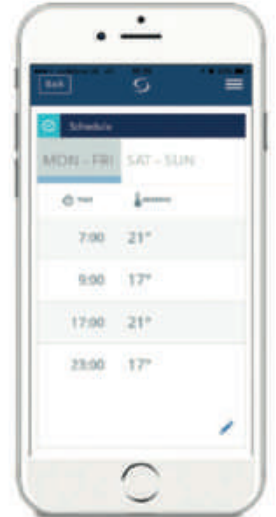 Back
Schedule
MON - FRI SAT - SUN
7:00 21°
9:00 17°
17:00 21°
23:00 17°